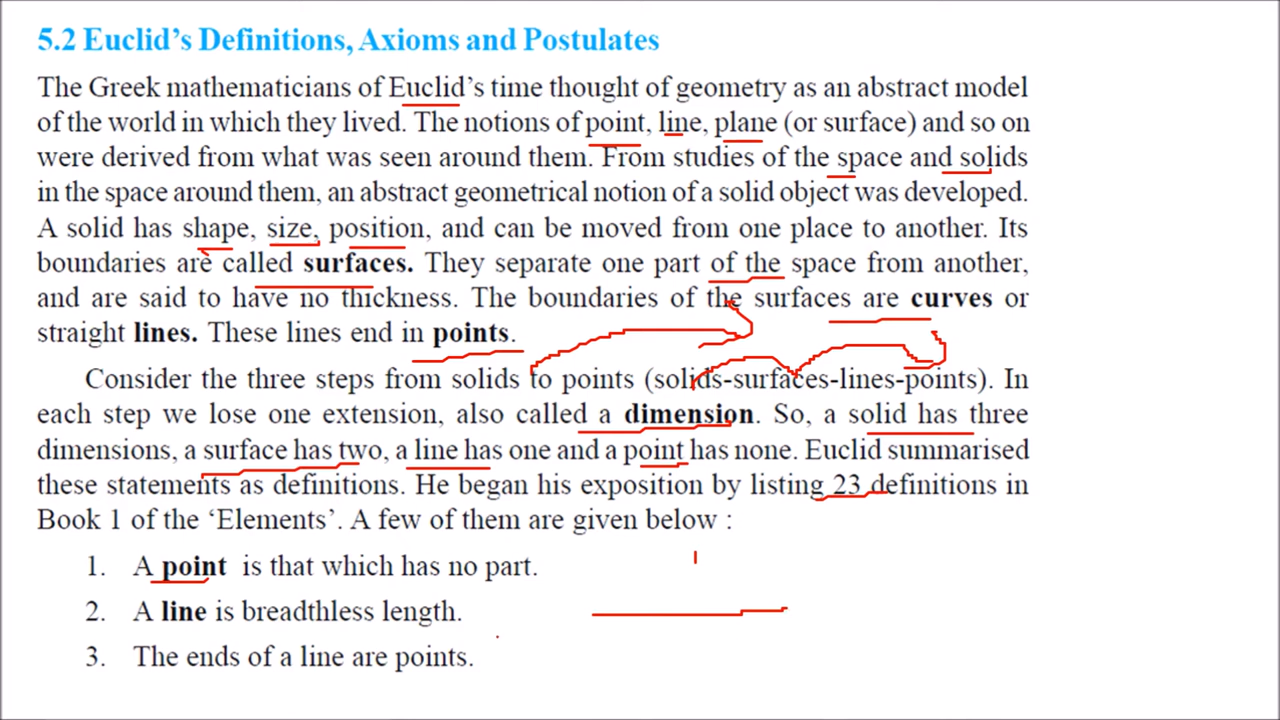 5.2 Euclid's Definitions, Axioms and Postulates
The Greek mathematicians of Euclid's time thought of geometry as an abstract model
of the world in which they lived. The notions of point, line, plane (or surface) and so on
were derived from what was seen around them. From studies of the space and solids
in the space around them, an abstract geometrical notion of a solid object was developed.
A solid has shape, size, position, and can be moved from one place to another. Its
boundaries are called surfaces. They separate one part of the space from another,
and are said to have no thickness. The boundaries of the surfaces are curves or
straight lines. These lines end in points.
Consider the three steps from solids to points (solids-surfaces-lines-points). In
each step we lose one extension, also called a dimension. So, a solid has three
dimensions, a surface has two, a line has one and a point has none. Euclid summarised
these statements as definitions. He began his exposition by listing 23 definitions in
Book 1 of the ‘Elements’. A few of them are given below :
1. A point is that which has no part.
2. A line is breadthless length.
3. The ends of a line are points.